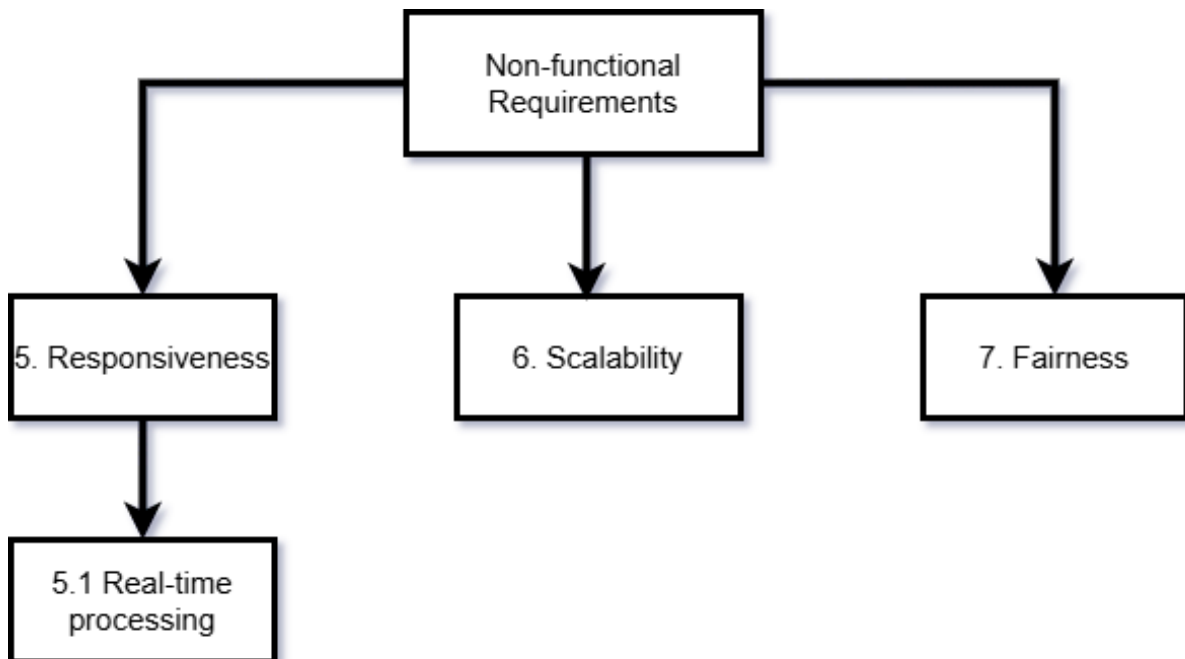 Non-functional
Requirements
5. Responsiveness
6. Scalability
7. Fairness
5.1 Real-time
processing